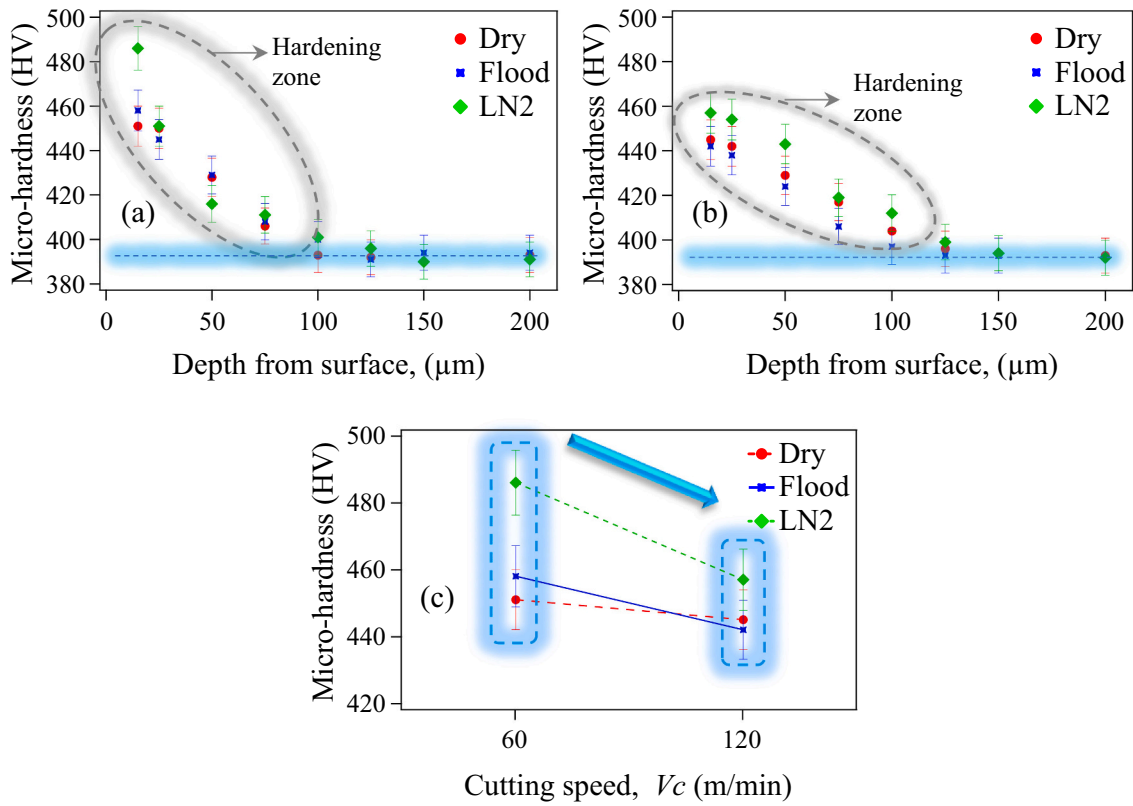 500
480
460
440
420
400
380
Micro-hardness (HV)
Hardening
zone
Dry
Flood
LN2
(a)
0 50 100 150 200
Depth from surface, (µm)
500
480
460
440
420
400
380
Micro-hardness (HV)
Hardening
zone
Dry
Flood
LN2
(b)
0 50 100 150 200
Depth from surface, (µm)
500
480
460
440
420
Micro-hardness (HV)
Dry
Flood
LN2
(c)
60 120
Cutting speed, Vc (m/min)